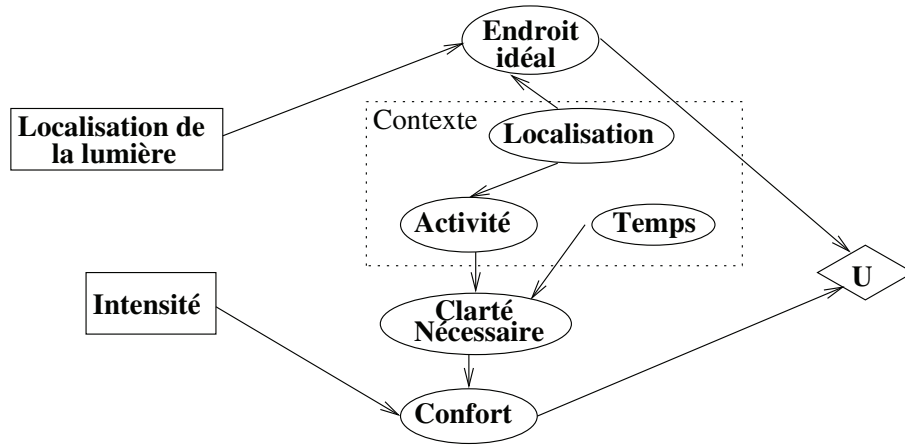 Endroit
idéal
Contexte
Localisation de
la lumière
Localisation
Activité
Temps
U
Intensité
Clarté
Nécessaire
Confort